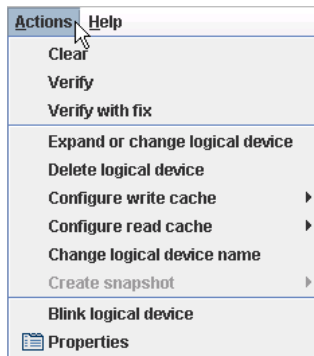 Actions Help
Clear
Verify
Verify with fix
Expand or change logical device
Delete logical device
Configure write cache
Configure read cache
Change logical device name
Create snapshot
Blink logical device
Properties